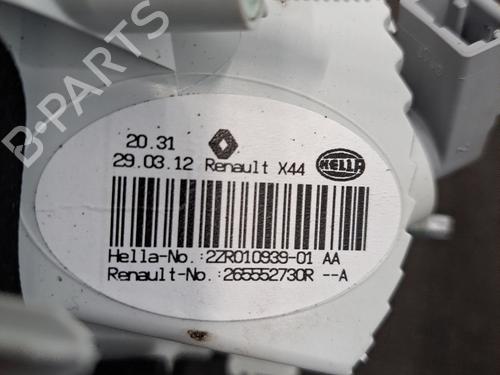 20.31
29.03.12 Renault X44
HELLA
Hella-No.:2ZR010939-01 AA
Renault-No.:265552730R --A
B-PARTS